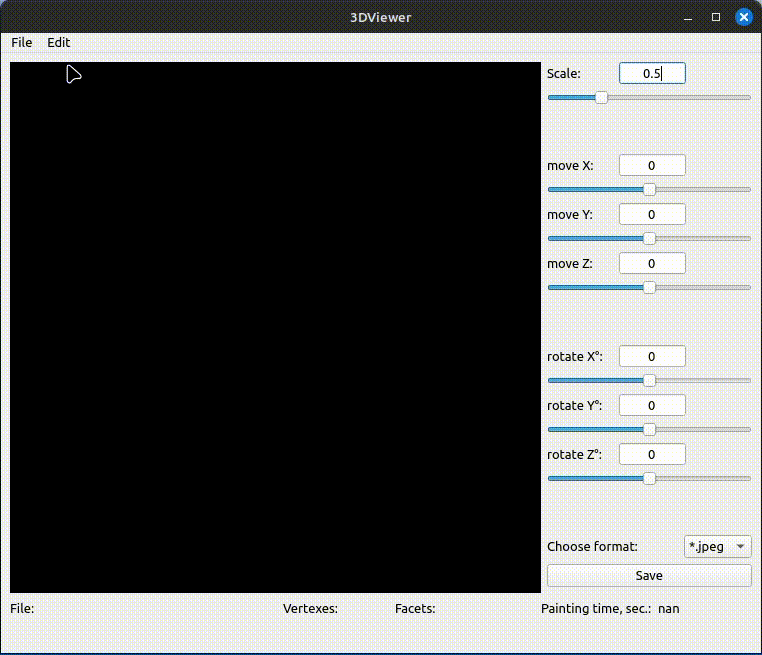 3DViewer
File Edit
Scale: 0.5
move X: 0
move Y: 0
move Z: 0
rotate X°: 0
rotate Y°: 0
rotate Z°: 0
Choose format: *.jpeg
Save
File: Vertexes: Facets: Painting time, sec.: nan